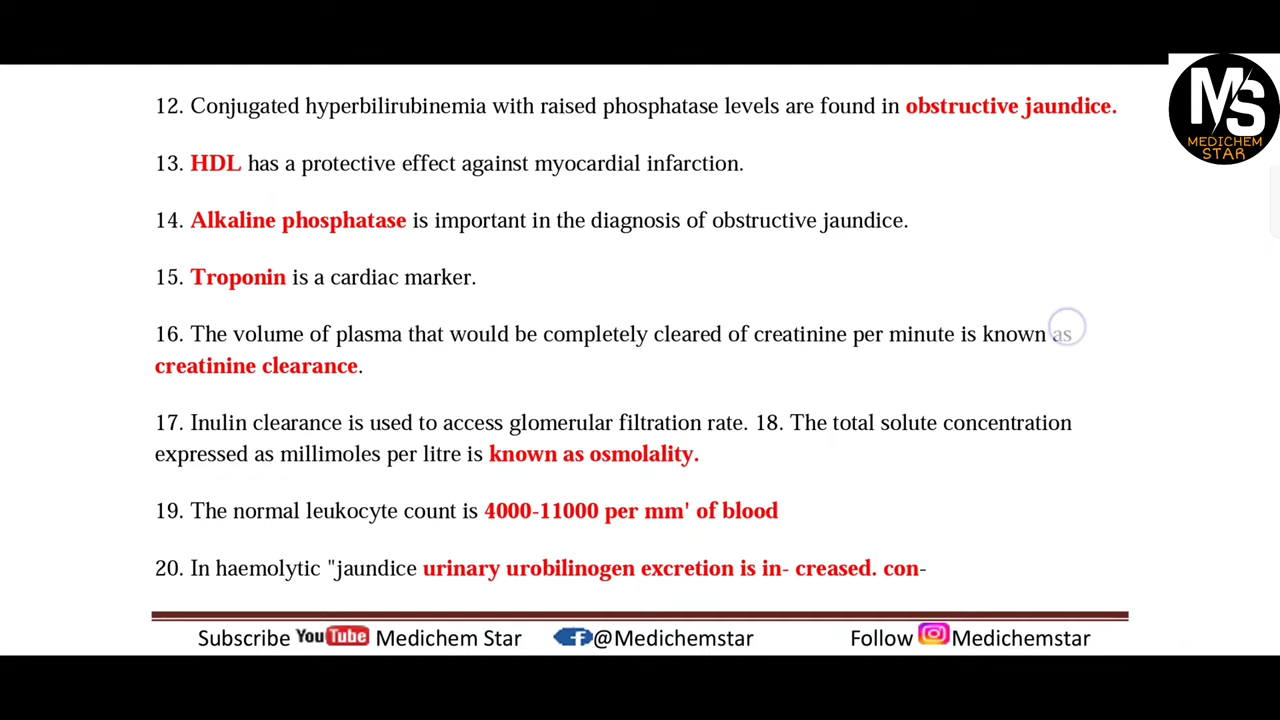 MS
MEDICHEM
STAR
12. Conjugated hyperbilirubinemia with raised phosphatase levels are found in obstructive jaundice.
13. HDL has a protective effect against myocardial infarction.
14. Alkaline phosphatase is important in the diagnosis of obstructive jaundice.
15. Troponin is a cardiac marker.
16. The volume of plasma that would be completely cleared of creatinine per minute is known as
creatinine clearance.
17. Inulin clearance is used to access glomerular filtration rate. 18. The total solute concentration
expressed as millimoles per litre is known as osmolality.
19. The normal leukocyte count is 4000-11000 per mm' of blood
20. In haemolytic "jaundice urinary urobilinogen excretion is in- creased. con-
Subscribe YouTube Medichem Star f @Medichemstar Follow Medichemstar